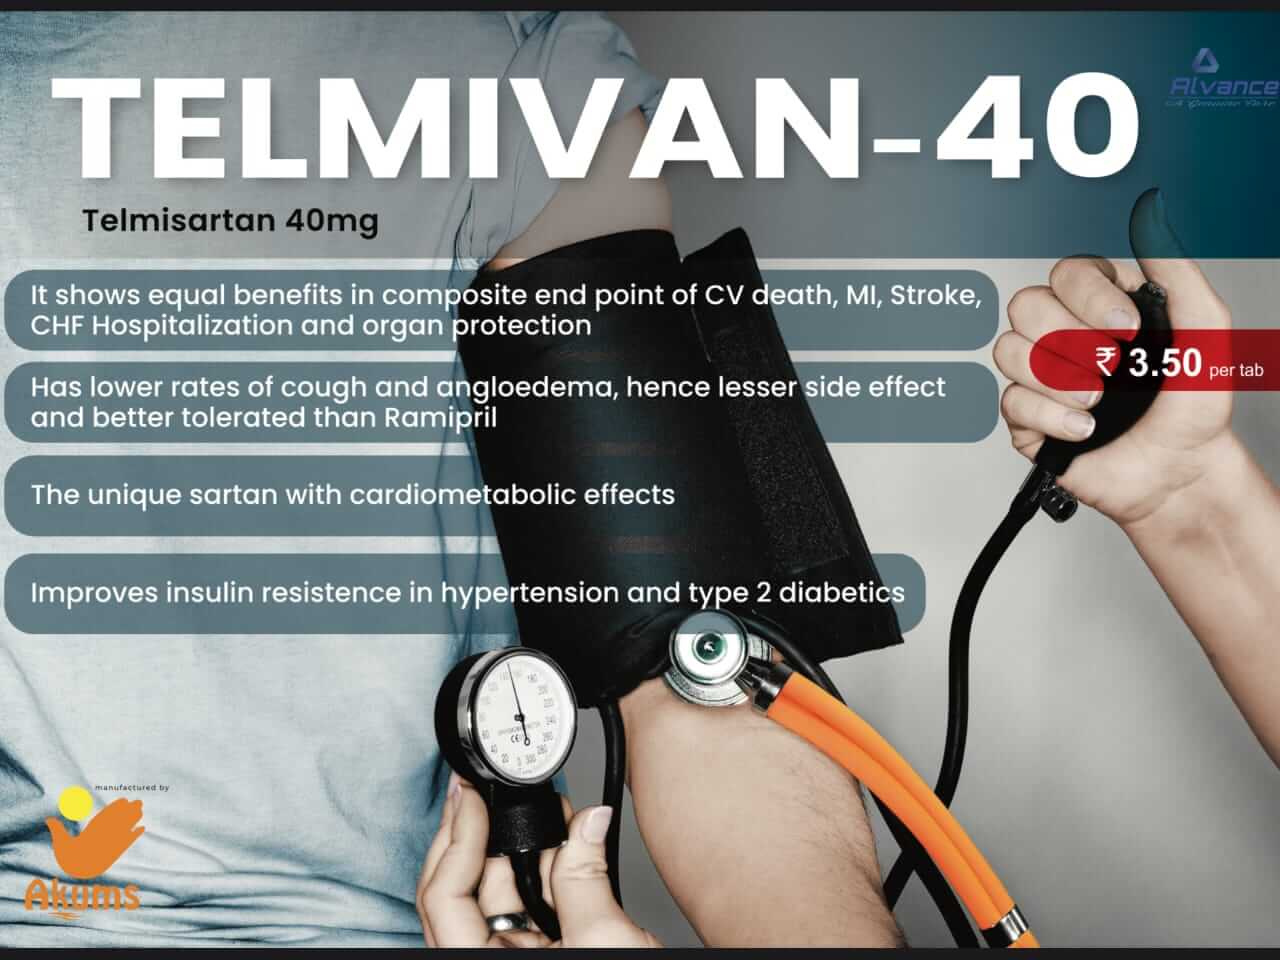 TELMIVAN-40
Alvance
Telmisartan 40mg
It shows equal benefits in composite end point of CV death, MI, Stroke,
CHF Hospitalization and organ protection
₹ 3.50 per tab
Has lower rates of cough and angloedema, hence lesser side effect
and better tolerated than Ramipril
The unique sartan with cardiometabolic effects
Improves insulin resistence in hypertension and type 2 diabetics
manufactured by
Akums